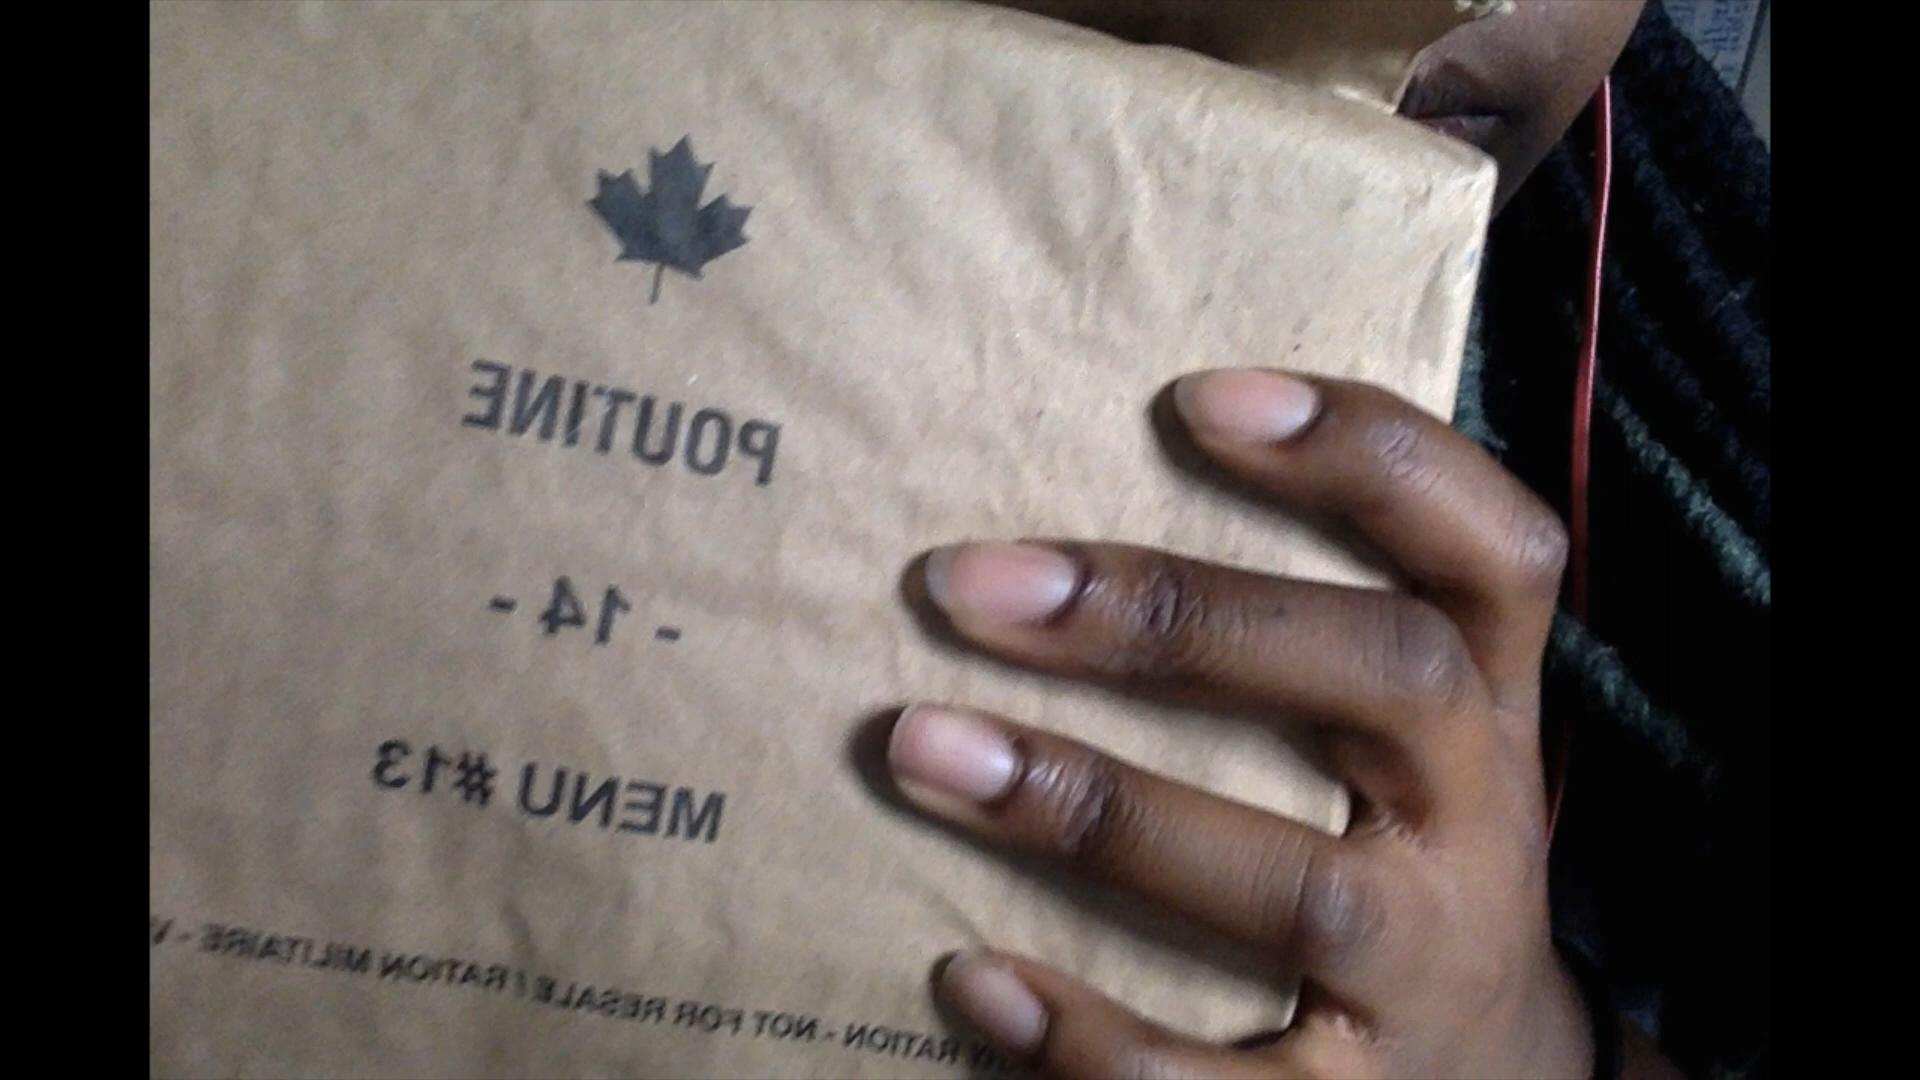 POUTINE
- 14 -
MENU #13
RATION - NOT FOR RESALE / RATION MILITAIRE -